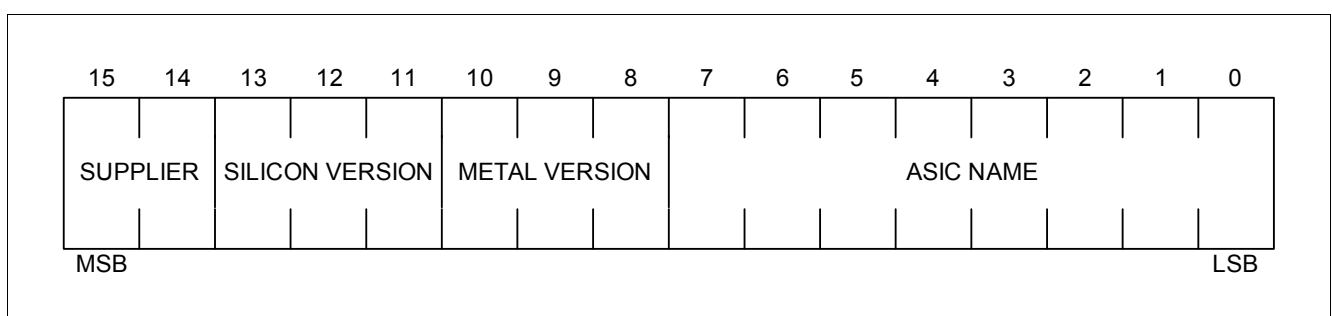 15 14 13 12 11 10 9 8 7 6 5 4 3 2 1 0
SUPPLIER SILICON VERSION METAL VERSION ASIC NAME
MSB LSB